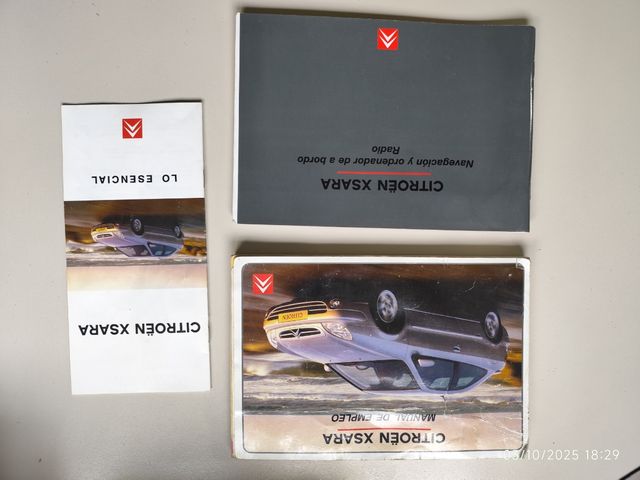 CITROËN XSARA
LO ESENCIAL
CITROËN XSARA
Navegación y ordenador de a bordo
Radio
CITROËN XSARA
MANUAL DE EMPLEO
CITROËN
/10/2025 18:29